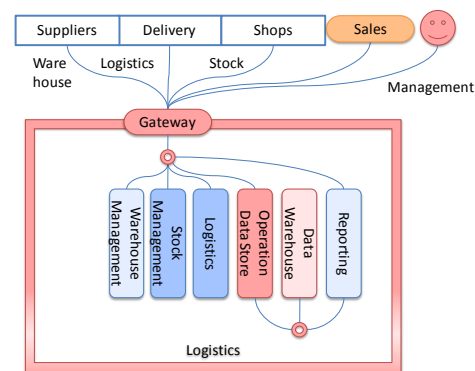 Suppliers
Delivery
Shops
Sales
Ware
house
Logistics
Stock
Management
Gateway
Warehouse
Management
Stock
Management
Logistics
Operation
Data Store
Data
Warehouse
Reporting
Logistics